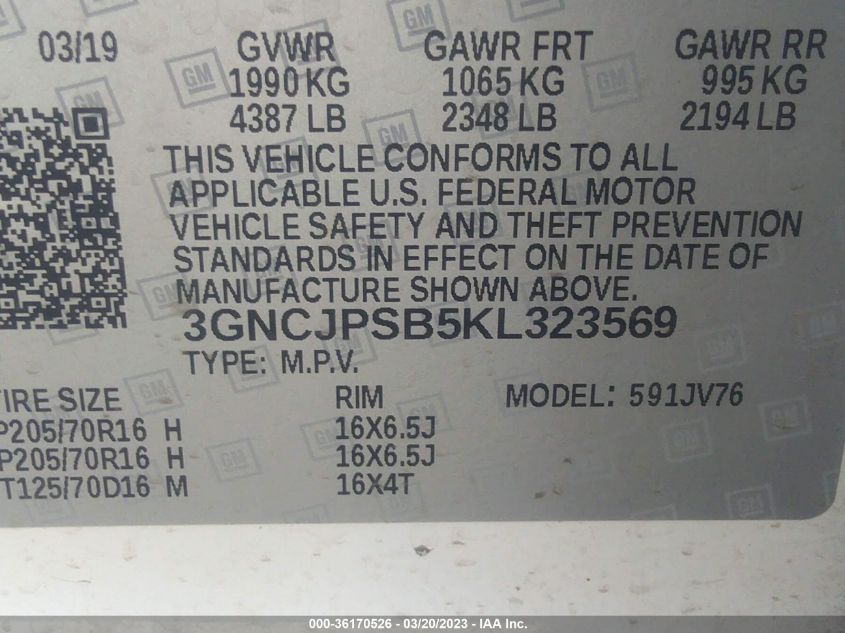 03/19 GVWR GAWR FRT GAWR RR
1990 KG 1065 KG 995 KG
4387 LB 2348 LB 2194 LB
THIS VEHICLE CONFORMS TO ALL
APPLICABLE U.S. FEDERAL MOTOR
VEHICLE SAFETY AND THEFT PREVENTION
STANDARDS IN EFFECT ON THE DATE OF
MANUFACTURE SHOWN ABOVE.
3GNCJPSB5KL323569
TYPE: M.P.V.
IRE SIZE RIM MODEL: 591JV76
P205/70R16 H 16X6.5J
P205/70R16 H 16X6.5J
T125/70D16 M 16X4T
000-36170526 - 03/20/2023 - IAA Inc.